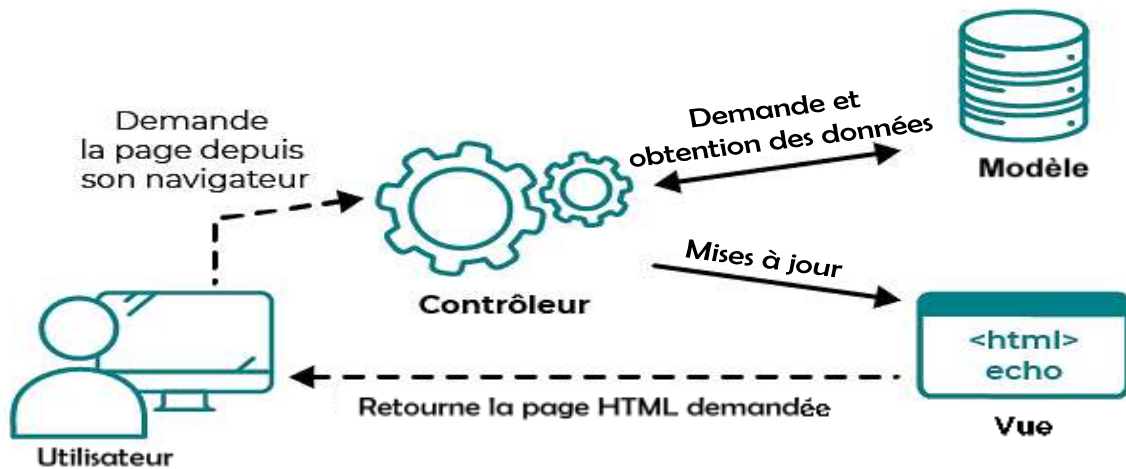 Demande
la page depuis
son navigateur
Demande et
obtention des données
Modèle
Contrôleur
Mises à jour
<html>
echo
Vue
Retourne la page HTML demandée
Utilisateur